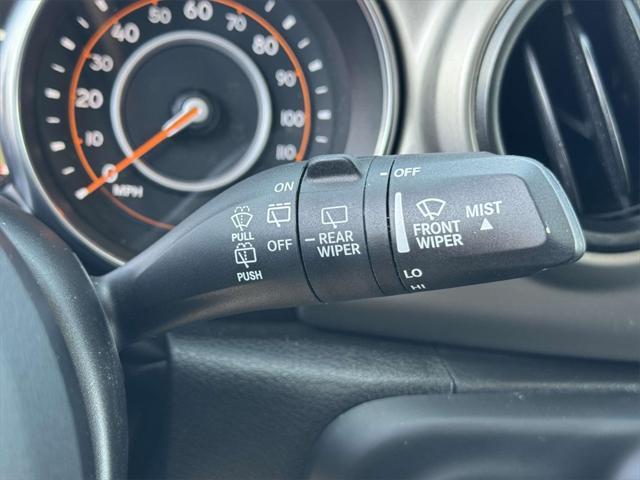 0
10
20
30
40
50
60
70
80
90
100
110
MPH
ON
OFF
PULL
PUSH
REAR
WIPER
OFF
FRONT
WIPER
MIST
LO
HI